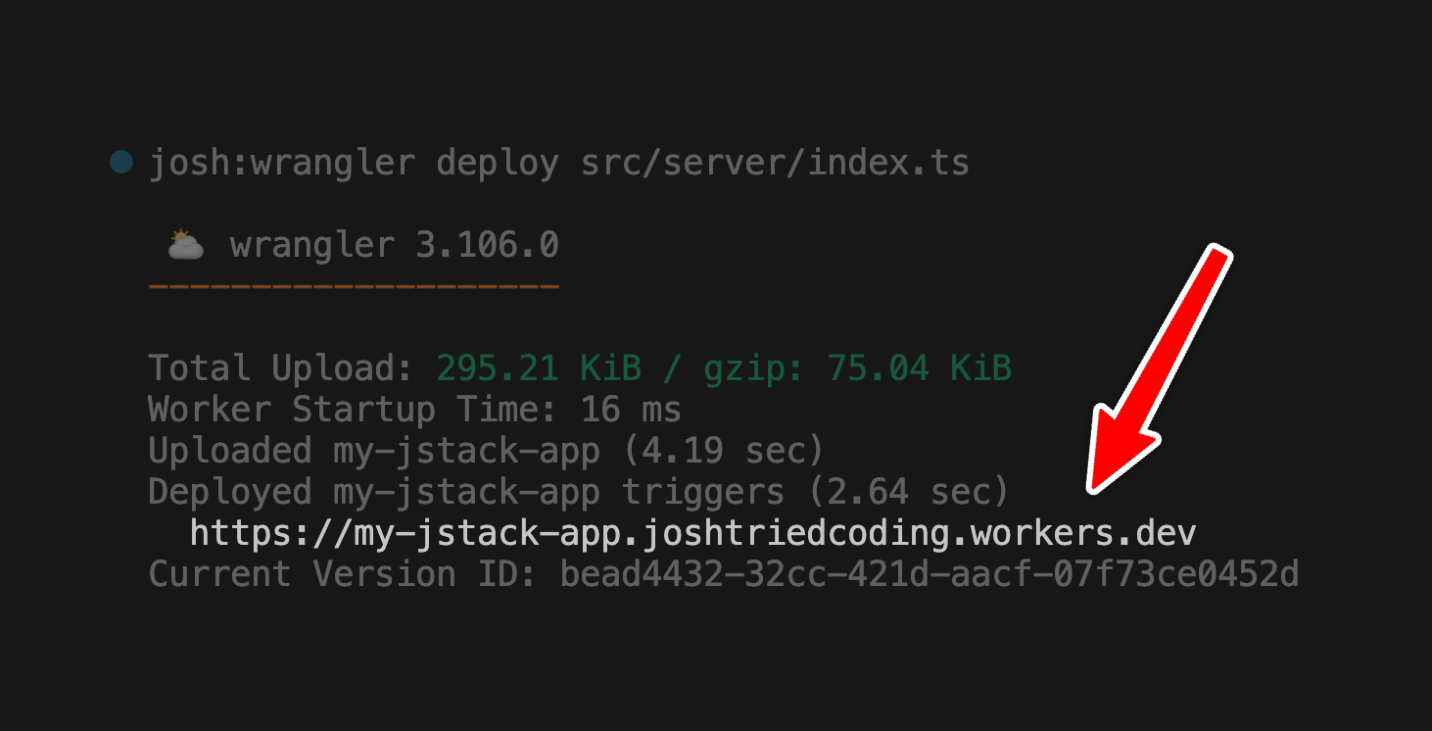 josh:wrangler deploy src/server/index.ts
⛅ wrangler 3.106.0
--------------------
Total Upload: 295.21 KiB / gzip: 75.04 KiB
Worker Startup Time: 16 ms
Uploaded my-jstack-app (4.19 sec)
Deployed my-jstack-app triggers (2.64 sec)
https://my-jstack-app.joshtriedcoding.workers.dev
Current Version ID: bead4432-32cc-421d-aacf-07f73ce0452d